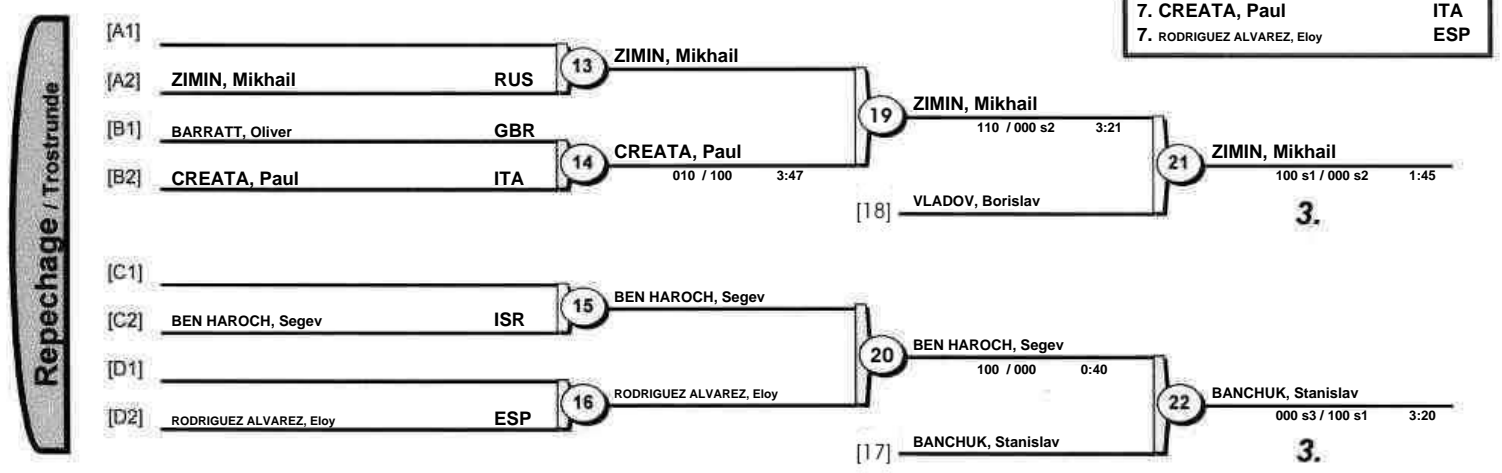 7. CREATA, Paul ITA
7. RODRIGUEZ ALVAREZ, Eloy ESP
Repechage / Trostrunde
[A1]
[A2] ZIMIN, Mikhail RUS
13 ZIMIN, Mikhail
[B1] BARRATT, Oliver GBR
[B2] CREATA, Paul ITA
14 CREATA, Paul
010 / 100 3:47
19 ZIMIN, Mikhail
110 / 000 s2 3:21
[18] VLADOV, Borislav
21 ZIMIN, Mikhail
100 s1 / 000 s2 1:45
3.
[C1]
[C2] BEN HAROCH, Segev ISR
15 BEN HAROCH, Segev
[D1]
[D2] RODRIGUEZ ALVAREZ, Eloy ESP
16 RODRIGUEZ ALVAREZ, Eloy
20 BEN HAROCH, Segev
100 / 000 0:40
[17] BANCHUK, Stanislav
22 BANCHUK, Stanislav
000 s3 / 100 s1 3:20
3.